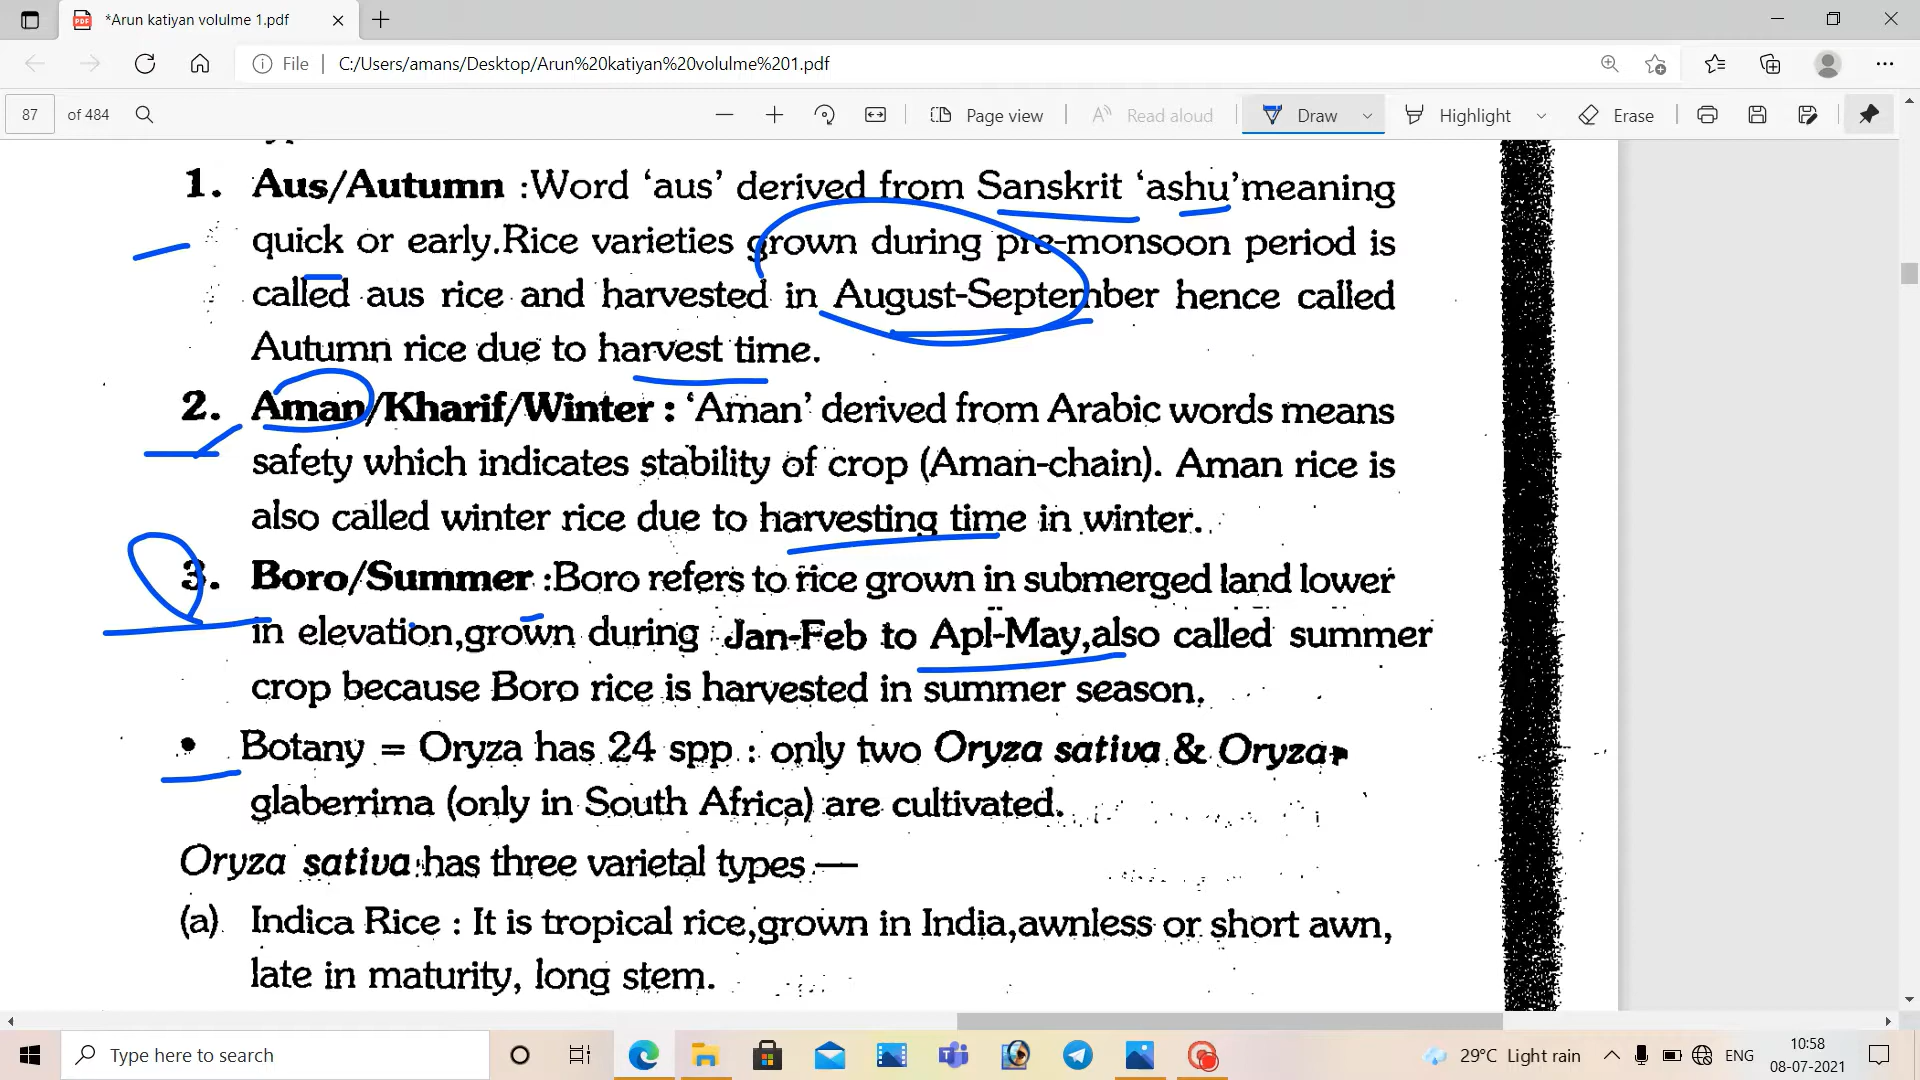 *Arun katiyan volulme 1.pdf
File
C:/Users/amans/Desktop/Arun%20katiyan%20volulme%201.pdf
87 of 484
Page view
Read aloud
Draw
Highlight
Erase
1. Aus/Autumn :Word ‘aus’ derived from Sanskrit ‘ashu’meaning
quick or early.Rice varieties grown during pre-monsoon period is
called aus rice and harvested in August-September hence called
Autumn rice due to harvest time.
2. Aman/Kharif/Winter : ‘Aman’ derived from Arabic words means
safety which indicates stability of crop (Aman-chain). Aman rice is
also called winter rice due to harvesting time in winter.
3. Boro/Summer :Boro refers to rice grown in submerged land lower
in elevation,grown during Jan-Feb to Apl-May,also called summer
crop because Boro rice is harvested in summer season.
• Botany = Oryza has 24 spp : only two Oryza sativa & Oryza
glaberrima (only in South Africa) are cultivated.
Oryza sativa has three varietal types —
(a) Indica Rice : It is tropical rice,grown in India,awnless or short awn,
late in maturity, long stem.
Type here to search
29°C Light rain
ENG
10:58
08-07-2021